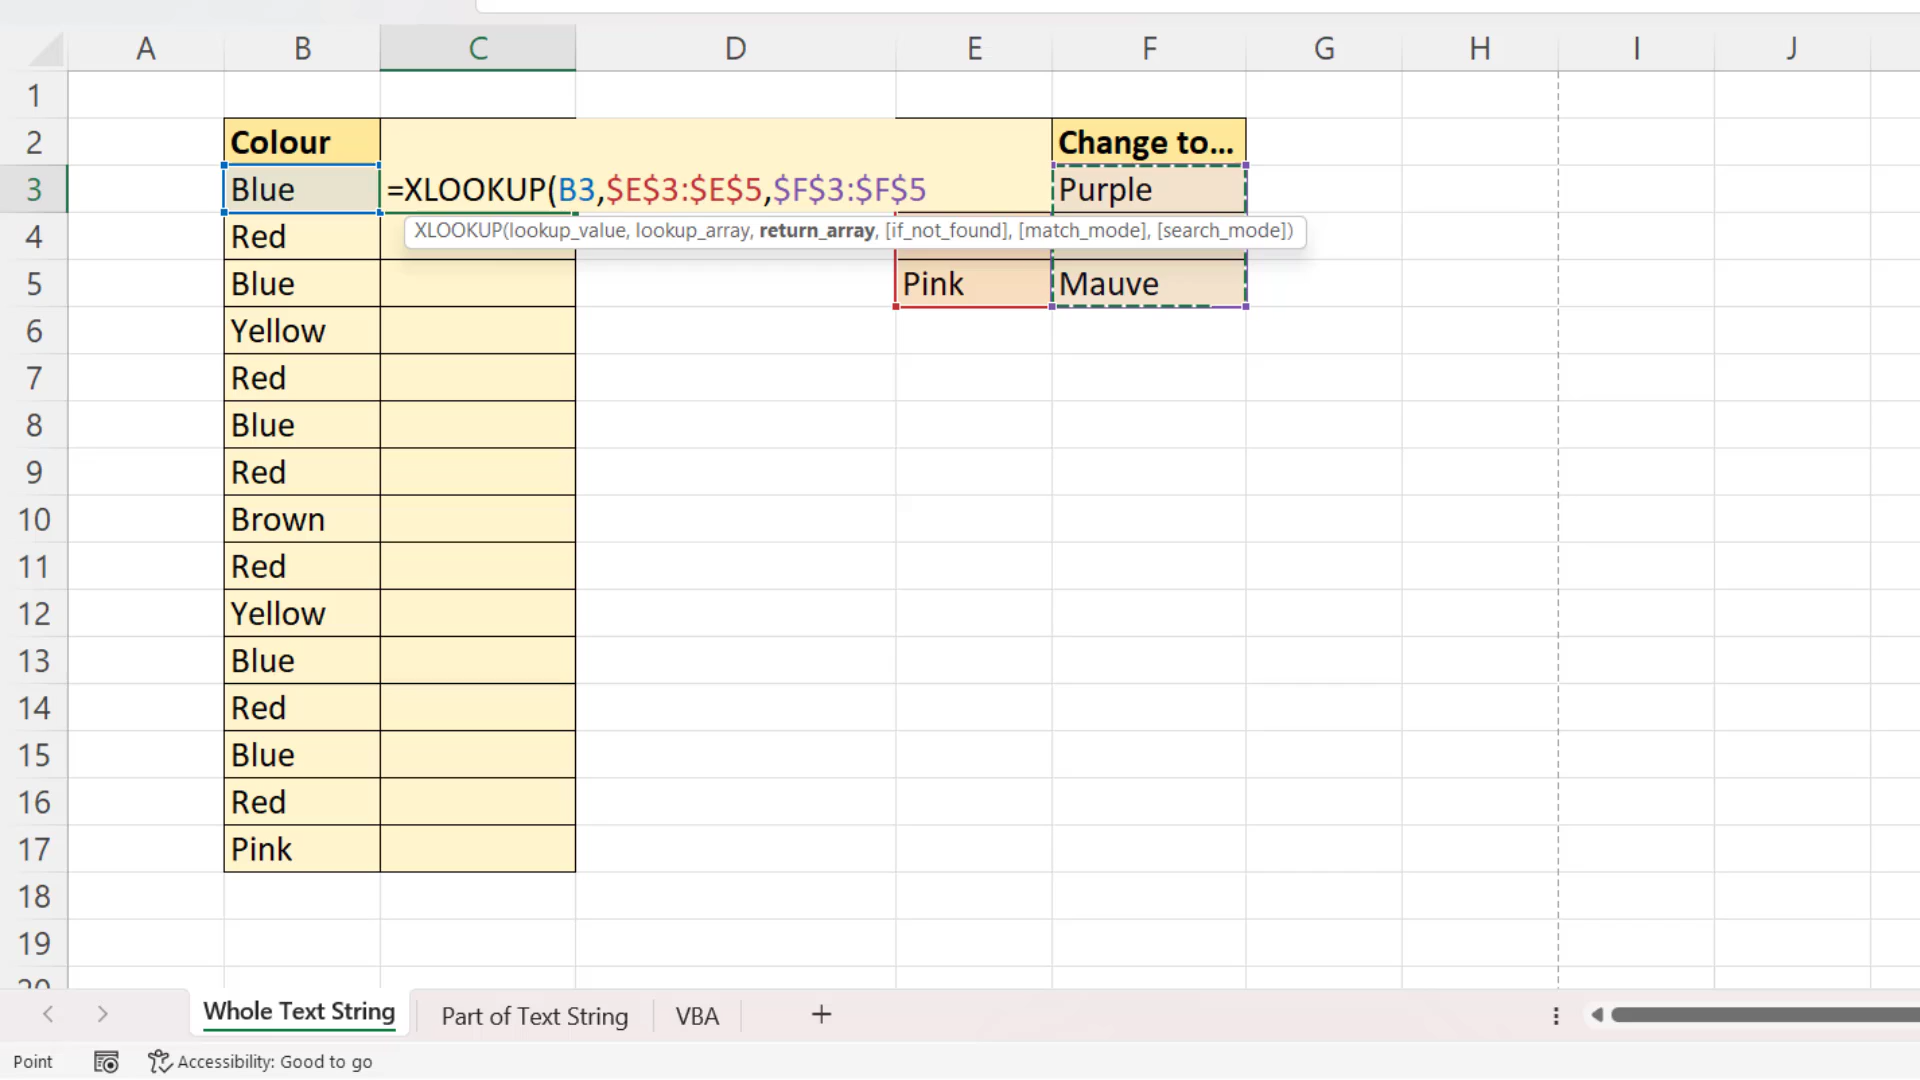 A B C D E F G H I J
1
2 Colour Change to...
3 Blue =XLOOKUP(B3,$E$3:$E$5,$F$3:$F$5 Purple
4 Red XLOOKUP(lookup_value, lookup_array, return_array, [if_not_found], [match_mode], [search_mode])
5 Blue Pink Mauve
6 Yellow
7 Red
8 Blue
9 Red
10 Brown
11 Red
12 Yellow
13 Blue
14 Red
15 Blue
16 Red
17 Pink
18
19
20
Whole Text String Part of Text String VBA +
Point Accessibility: Good to go